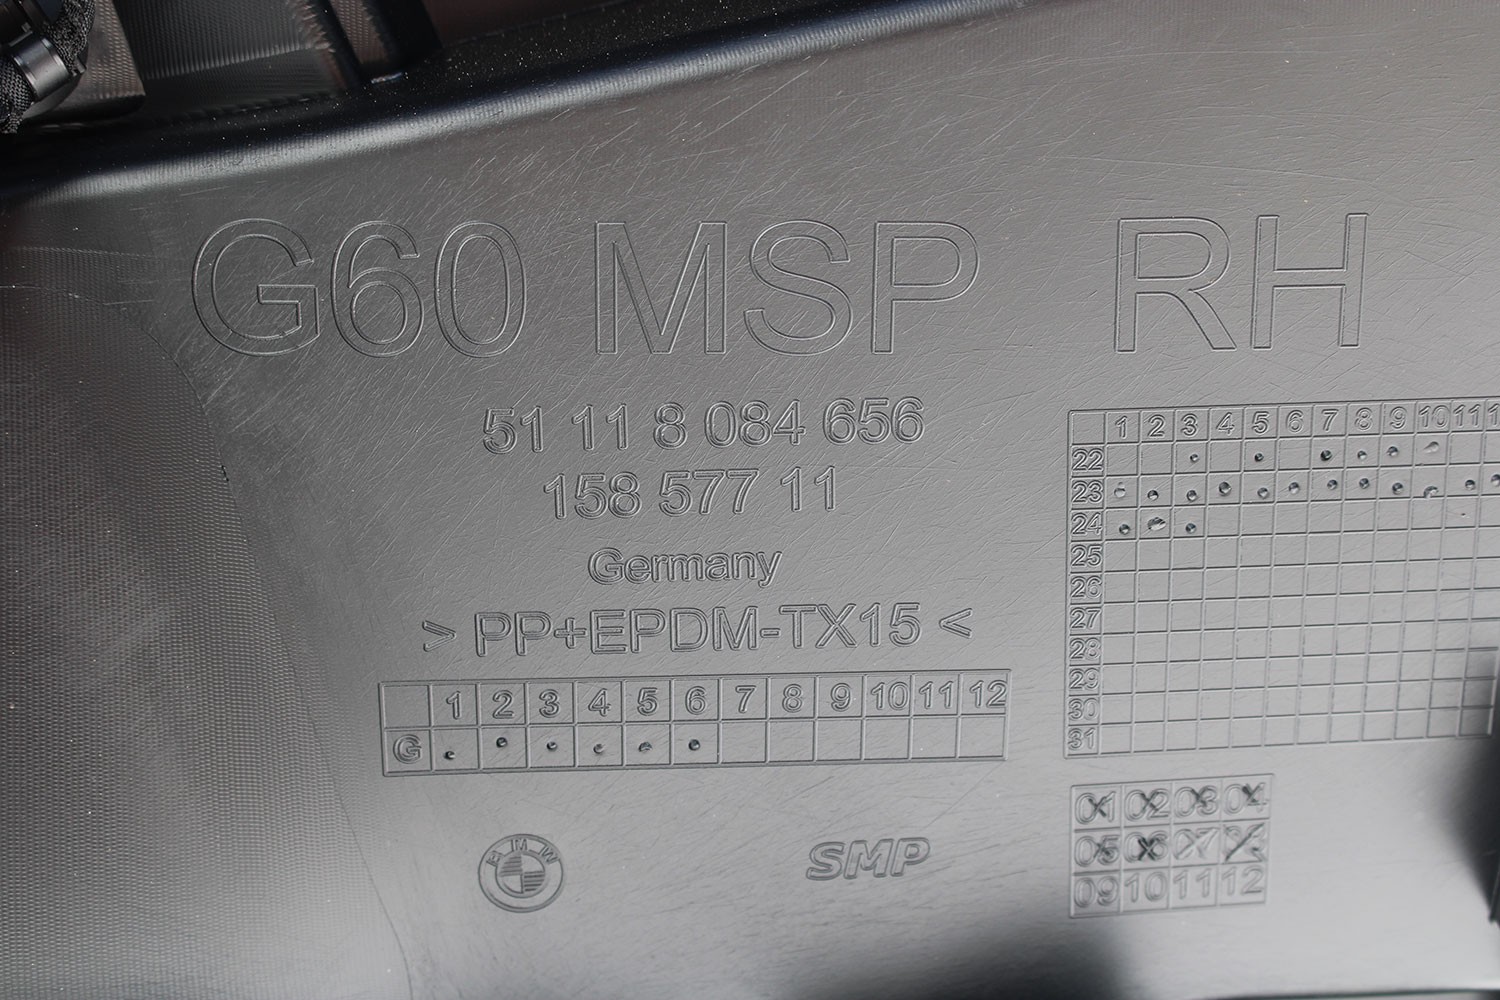 G60 MSP RH
51 11 8 084 656
158 577 11
Germany
> PP+EPDM-TX15 <
1 2 3 4 5 6 7 8 9 10 11 12
G
BMW
SMP
1 2 3 4 5 6 7 8 9 10 11 1
22
23
24
25
26
27
28
29
30
31
01 02 03 04
05 06 07
09 10 11 12